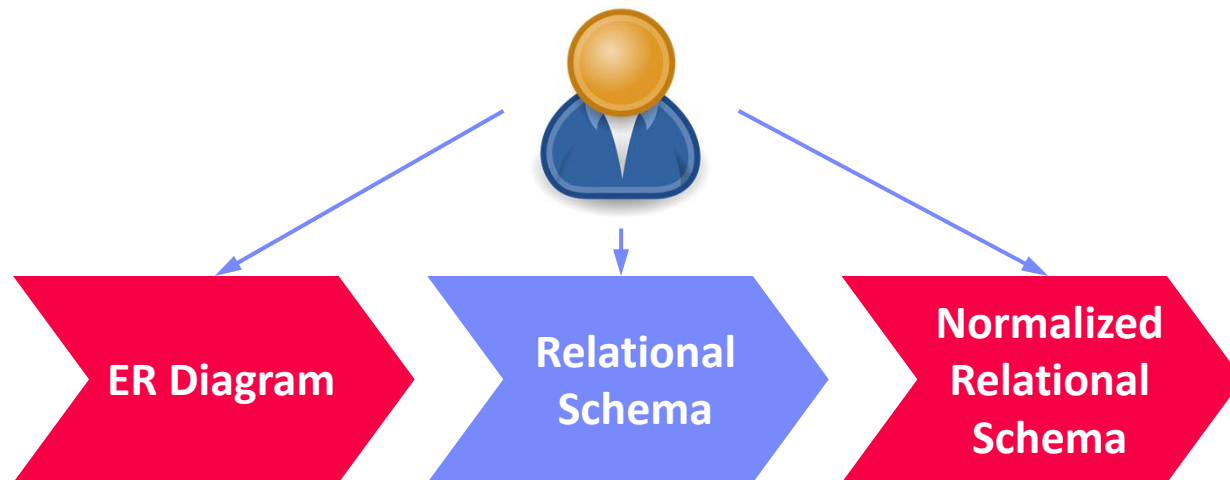 ER Diagram
Relational
Schema
Normalized
Relational
Schema